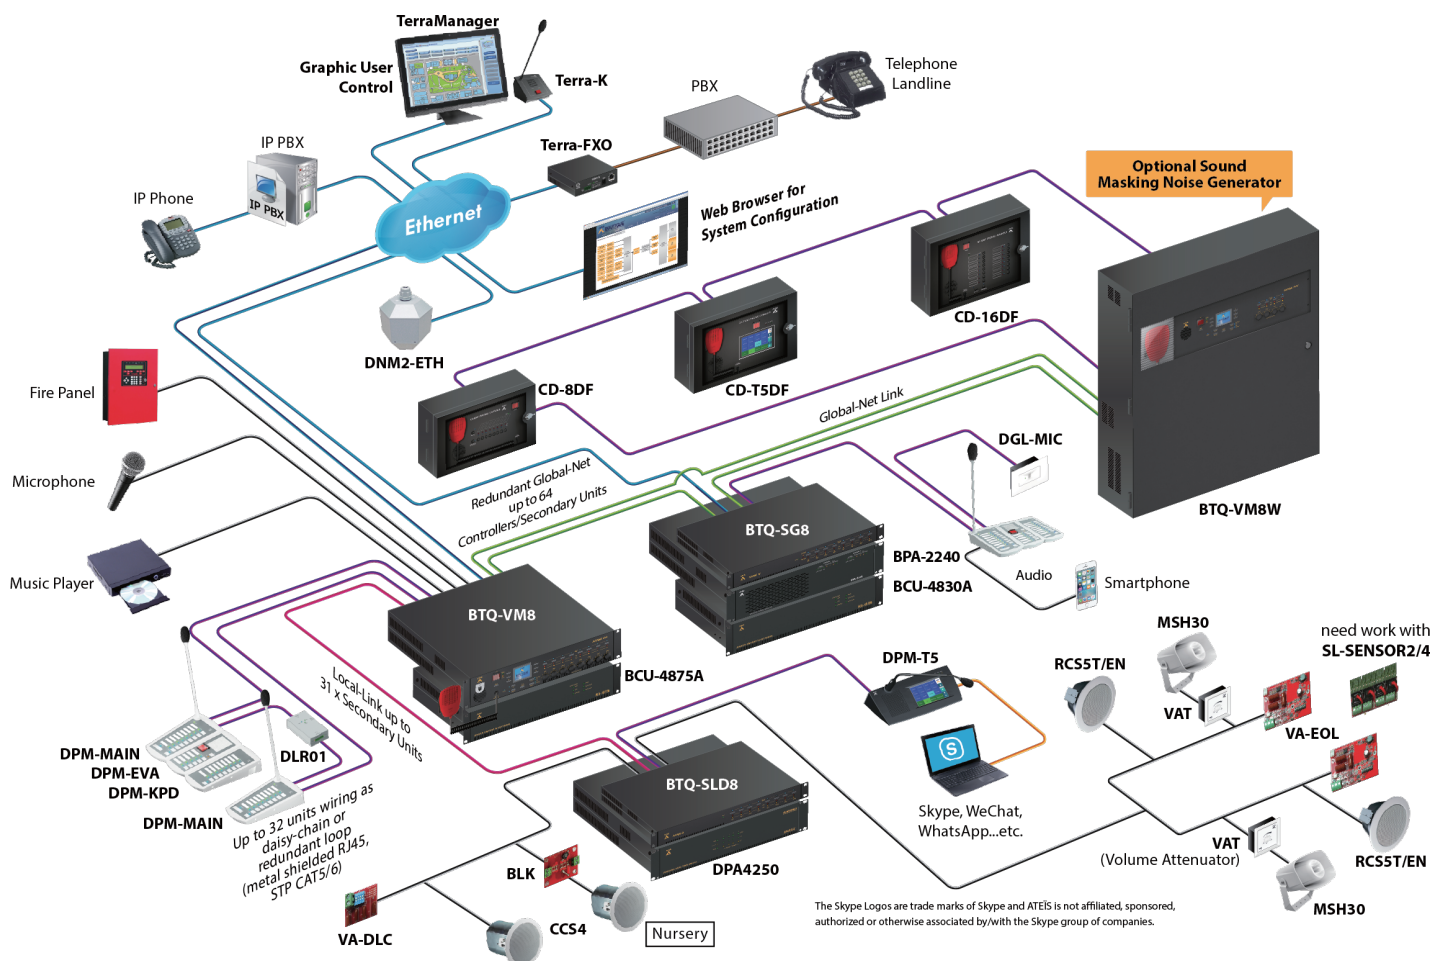 TerraManager
Graphic User
Control
Terra-K
PBX
Telephone
Landline
IP PBX
IP PBX
Terra-FXO
IP Phone
Ethernet
Web Browser for
System Configuration
Optional Sound
Masking Noise Generator
DNM2-ETH
CD-16DF
CD-T5DF
CD-8DF
Fire Panel
Global-Net Link
DGL-MIC
Microphone
Redundant Global-Net
up to 64
Controllers/Secondary Units
BTQ-VM8W
BTQ-SG8
BPA-2240
BCU-4830A
Audio
Smartphone
Music Player
BTQ-VM8
BCU-4875A
MSH30
need work with
SL-SENSOR2/4
RCS5T/EN
DPM-T5
VAT
VA-EOL
Local-Link up to
31 x Secondary Units
DPM-MAIN
DPM-EVA
DPM-KPD
DLR01
DPM-MAIN
BTQ-SLD8
S
Skype, WeChat,
WhatsApp...etc.
Up to 32 units wiring as
daisy-chain or
redundant loop
(metal shielded RJ45,
STP CAT5/6)
VAT
(Volume Attenuator)
RCS5T/EN
BLK
DPA4250
MSH30
VA-DLC
CCS4
Nursery
The Skype Logos are trade marks of Skype and ATEÏS is not affiliated, sponsored,
authorized or otherwise associated by/with the Skype group of companies.